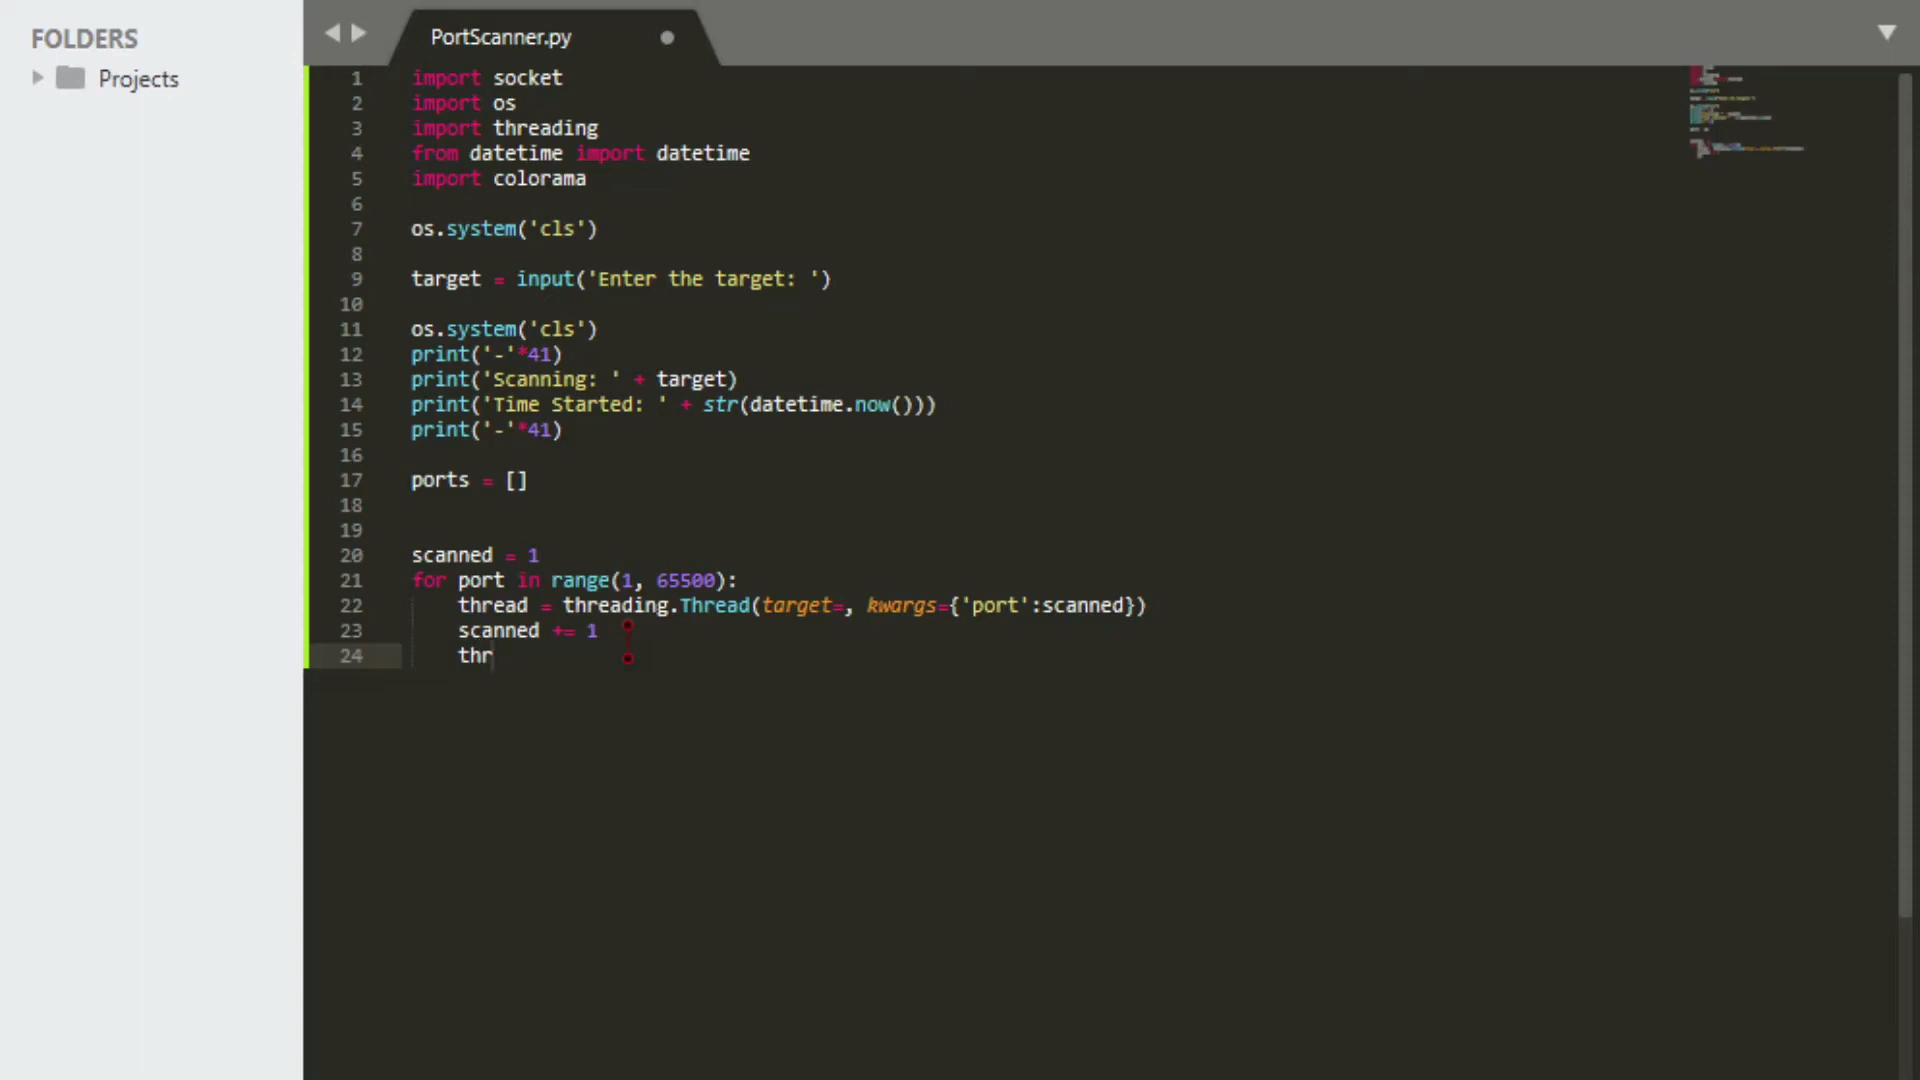 FOLDERS
Projects
PortScanner.py
1 import socket
2 import os
3 import threading
4 from datetime import datetime
5 import colorama
6
7 os.system('cls')
8
9 target = input('Enter the target: ')
10
11 os.system('cls')
12 print('-'*41)
13 print('Scanning: ' + target)
14 print('Time Started: ' + str(datetime.now()))
15 print('-'*41)
16
17 ports = []
18
19
20 scanned = 1
21 for port in range(1, 65500):
22 thread = threading.Thread(target=, kwargs={'port':scanned})
23 scanned += 1
24 thr